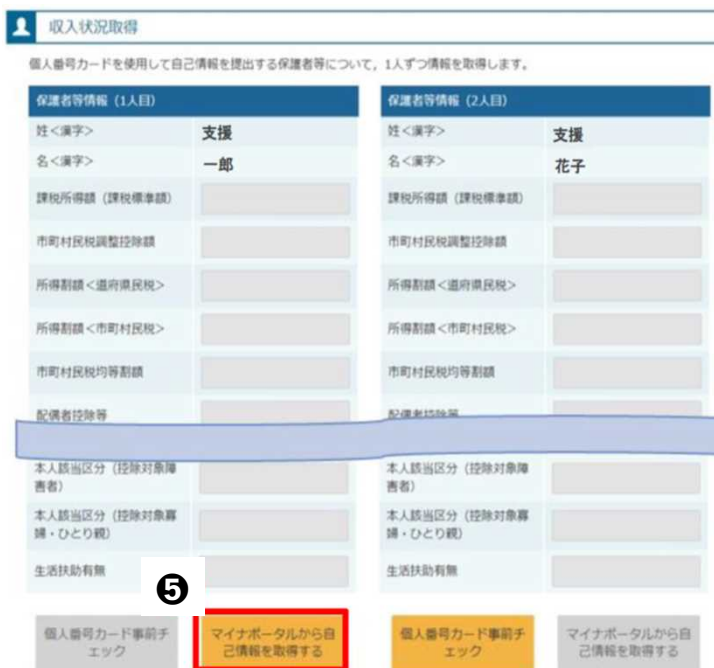 収入状況取得
個人番号カードを使用して自己情報を提出する保護者等について，1人ずつ情報を取得します。
保護者等情報（1人目）
姓＜漢字＞ 支援
名＜漢字＞ 一郎
課税所得額（課税標準額）
市町村民税調整控除額
所得割額＜道府県民税＞
所得割額＜市町村民税＞
市町村民税均等割額
配偶者控除等
本人該当区分（控除対象障
害者）
本人該当区分（控除対象寡
婦・ひとり親）
生活扶助有無
❺
個人番号カード事前チ
ェック
マイナポータルから自
己情報を取得する
保護者等情報（2人目）
姓＜漢字＞ 支援
名＜漢字＞ 花子
課税所得額（課税標準額）
市町村民税調整控除額
所得割額＜道府県民税＞
所得割額＜市町村民税＞
市町村民税均等割額
配偶者控除等
本人該当区分（控除対象障
害者）
本人該当区分（控除対象寡
婦・ひとり親）
生活扶助有無
個人番号カード事前チ
ェック
マイナポータルから自
己情報を取得する